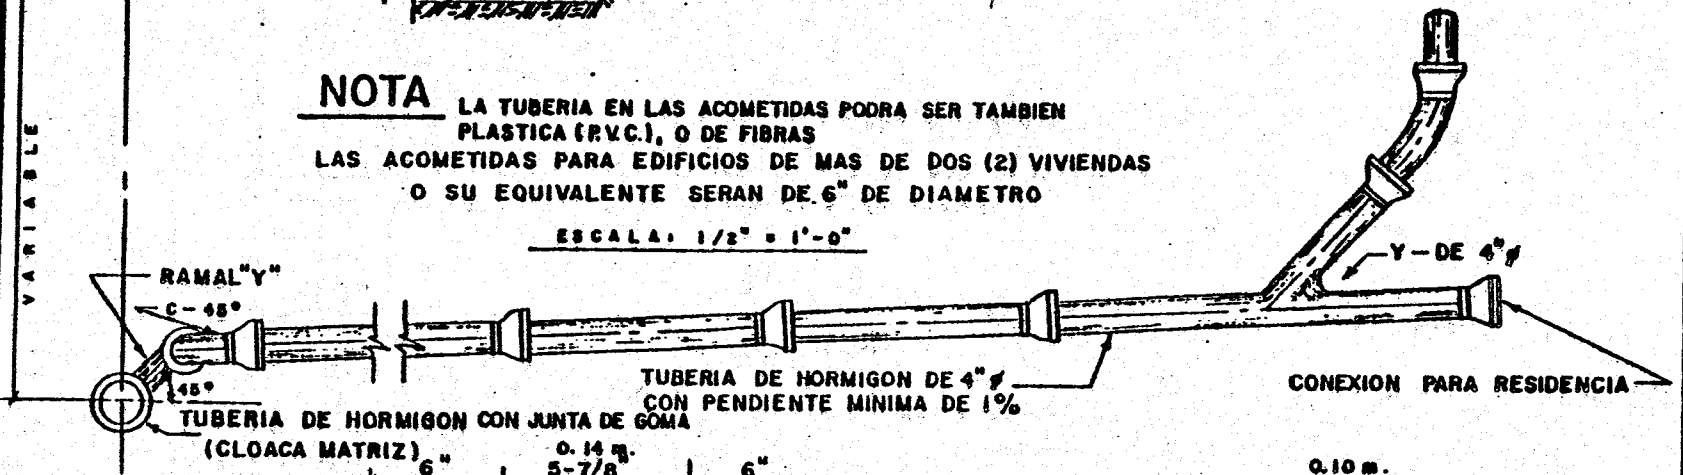 NOTA
LA TUBERIA EN LAS ACOMETIDAS PODRA SER TAMBIEN
PLASTICA (P.V.C.), O DE FIBRAS
LAS ACOMETIDAS PARA EDIFICIOS DE MAS DE DOS (2) VIVIENDAS
O SU EQUIVALENTE SERAN DE 6" DE DIAMETRO
ESCALA: 1/2" = 1'-0"
VARIABLE
RAMAL "Y"
C-45°
45°
Y-DE 4"ø
TUBERIA DE HORMIGON DE 4"ø
CON PENDIENTE MINIMA DE 1%
CONEXION PARA RESIDENCIA
TUBERIA DE HORMIGON CON JUNTA DE GOMA
(CLOACA MATRIZ)
0.14 m.
6" 5-7/8" 6"
0.10 m.